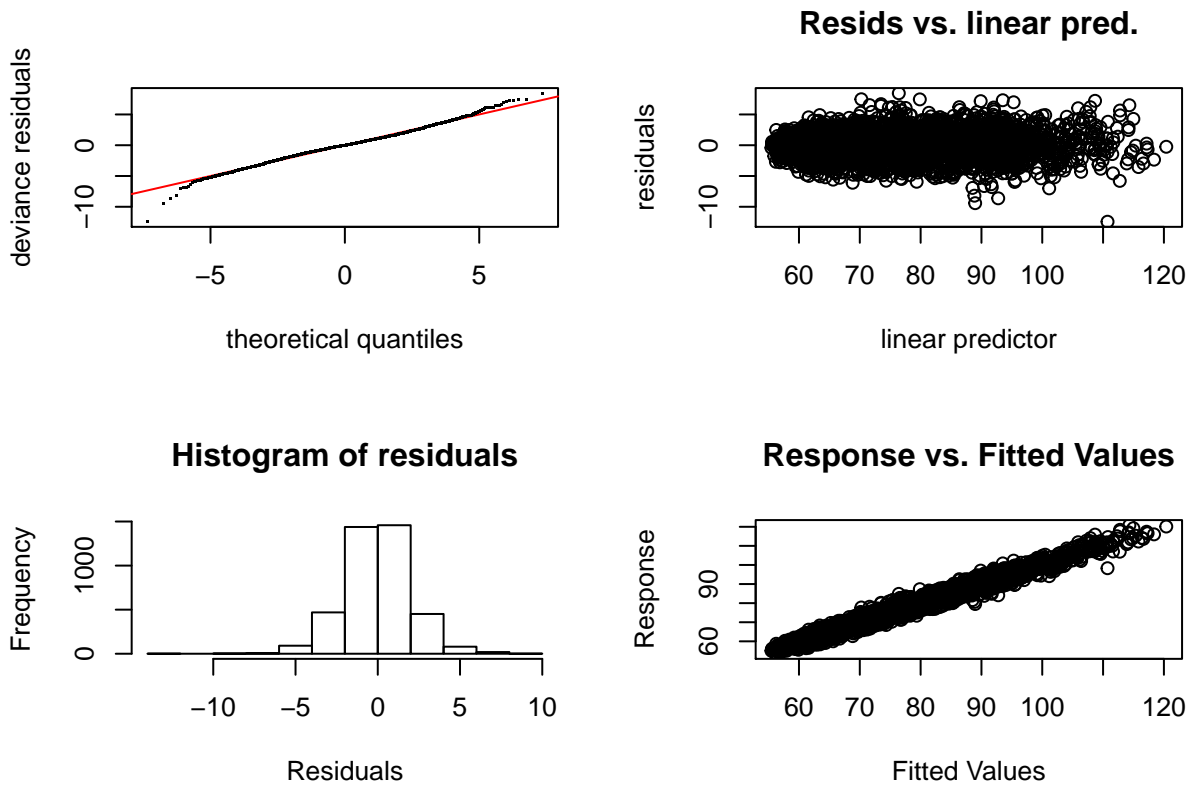 deviance residuals
0
−10
−5
0
5
theoretical quantiles
Resids vs. linear pred.
residuals
0
−10
60 70 80 90 100 120
linear predictor
Histogram of residuals
Frequency
1000
0
−10 −5 0 5 10
Residuals
Response vs. Fitted Values
Response
90
60
60 70 80 90 100 120
Fitted Values